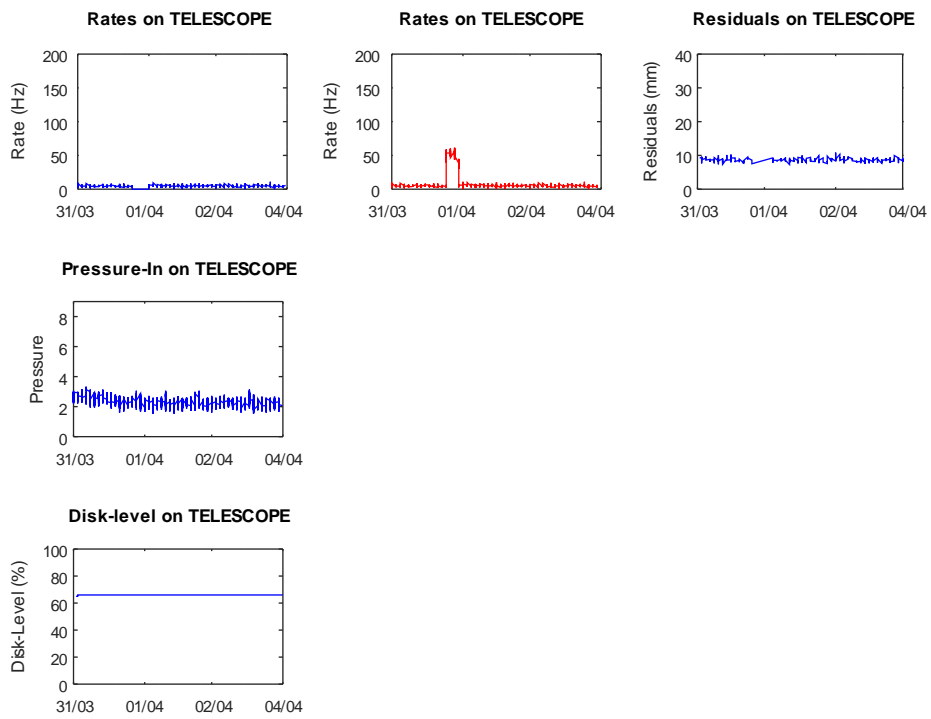 Rates on TELESCOPE
Rate (Hz)
200
150
100
50
0
31/03 01/04 02/04 04/04
Rates on TELESCOPE
Rate (Hz)
200
150
100
50
0
31/03 01/04 02/04 04/04
Residuals on TELESCOPE
Residuals (mm)
40
30
20
10
0
31/03 01/04 02/04 04/04
Pressure-In on TELESCOPE
Pressure
8
6
4
2
0
31/03 01/04 02/04 04/04
Disk-level on TELESCOPE
Disk-Level (%)
100
80
60
40
20
0
31/03 01/04 02/04 04/04